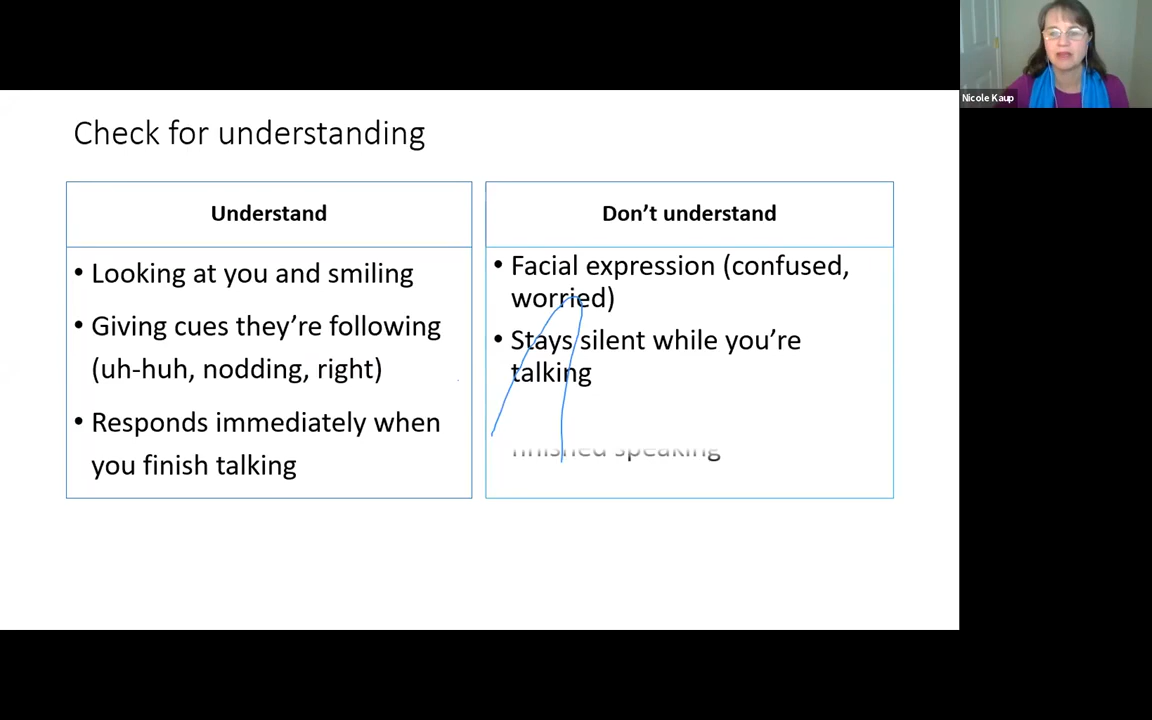 Nicole Kaup
Check for understanding
Understand
• Looking at you and smiling
• Giving cues they're following
(uh-huh, nodding, right)
• Responds immediately when
you finish talking
Don't understand
• Facial expression (confused,
worried)
• Stays silent while you're
talking
finished speaking